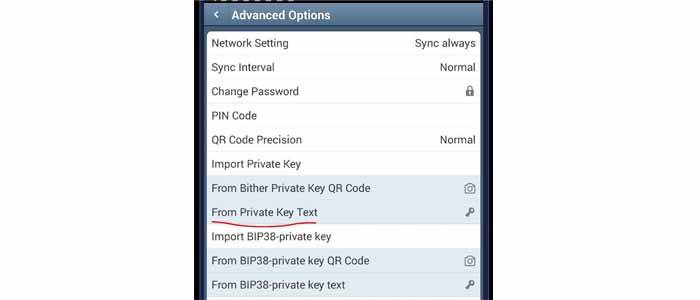 Advanced Options
Network Setting Sync always
Sync Interval Normal
Change Password
PIN Code
QR Code Precision Normal
Import Private Key
From Bither Private Key QR Code
From Private Key Text
Import BIP38-private key
From BIP38-private key QR Code
From BIP38-private key text